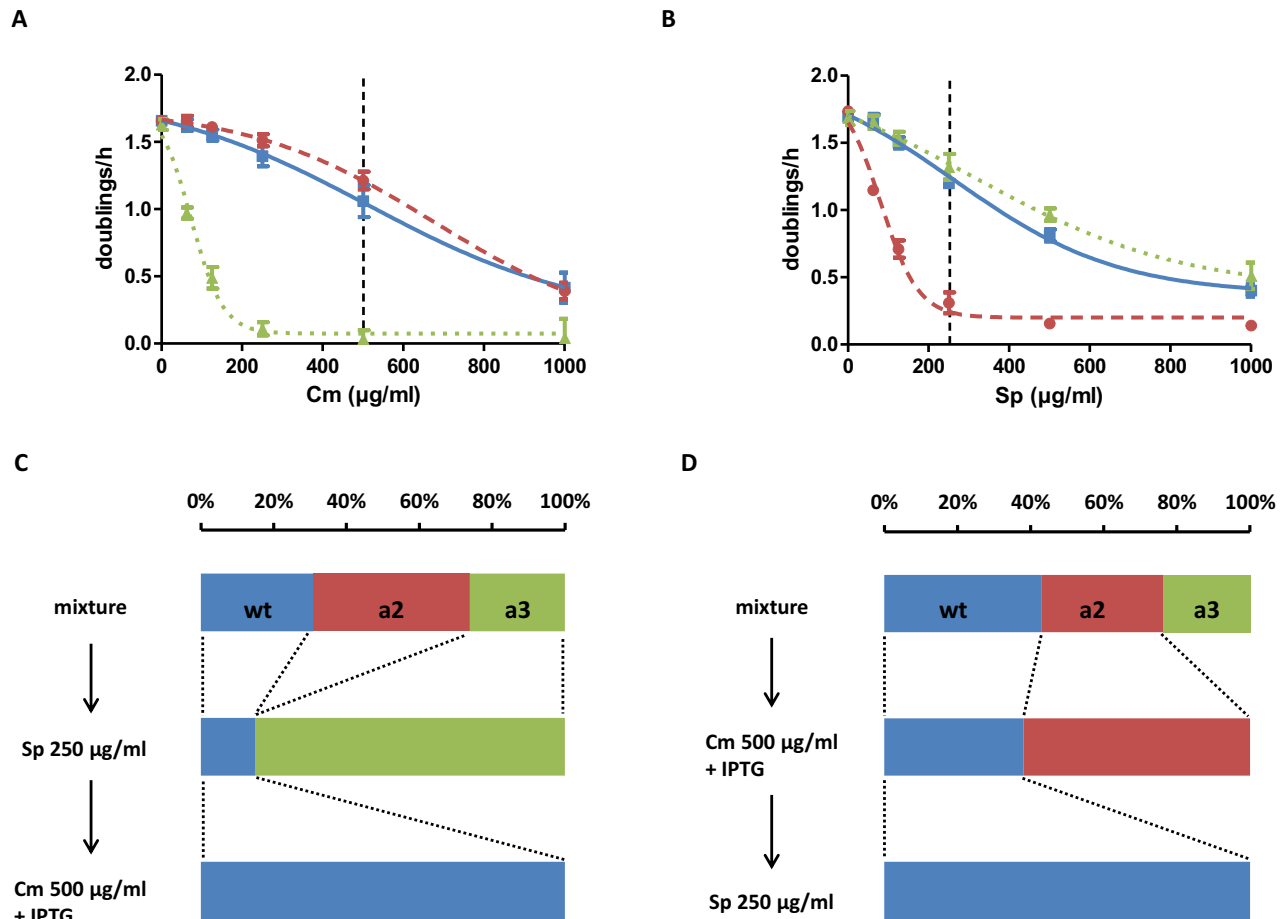 A
B
2.0
1.5
1.0
0.5
0.0
doublings/h
0 200 400 600 800 1000
Cm (µg/ml)
2.0
1.5
1.0
0.5
0.0
doublings/h
0 200 400 600 800 1000
Sp (µg/ml)
C
0% 20% 40% 60% 80% 100%
mixture
wt a2 a3
Sp 250 µg/ml
Cm 500 µg/ml
+ IPTG
D
0% 20% 40% 60% 80% 100%
mixture
wt a2 a3
Cm 500 µg/ml
+ IPTG
Sp 250 µg/ml